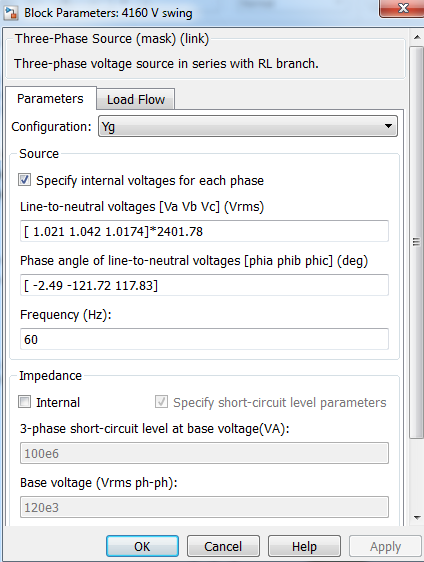 Block Parameters: 4160 V swing
Three-Phase Source (mask) (link)
Three-phase voltage source in series with RL branch.
Parameters
Load Flow
Configuration: Yg
Source
Specify internal voltages for each phase
Line-to-neutral voltages [Va Vb Vc] (Vrms)
[ 1.021 1.042 1.0174]*2401.78
Phase angle of line-to-neutral voltages [phia phib phic] (deg)
[ -2.49 -121.72 117.83]
Frequency (Hz):
60
Impedance
Internal
Specify short-circuit level parameters
3-phase short-circuit level at base voltage(VA):
100e6
Base voltage (Vrms ph-ph):
120e3
OK
Cancel
Help
Apply